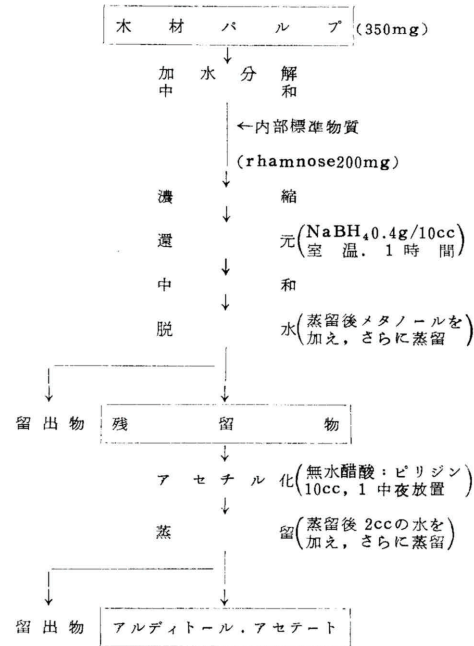 木材パルプ(350mg)
加水分解
中和
←内部標準物質
(rhamnose200mg)
濃縮
還元(NaBH₄0.4g/10cc
室温.1時間)
中和
脱水(蒸留後メタノールを
加え,さらに蒸留)
留出物 残留物
アセチル化(無水醋酸:ピリジン
10cc,1中夜放置)
蒸留(蒸留後2ccの水を
加え,さらに蒸留)
留出物 アルディトール.アセテート